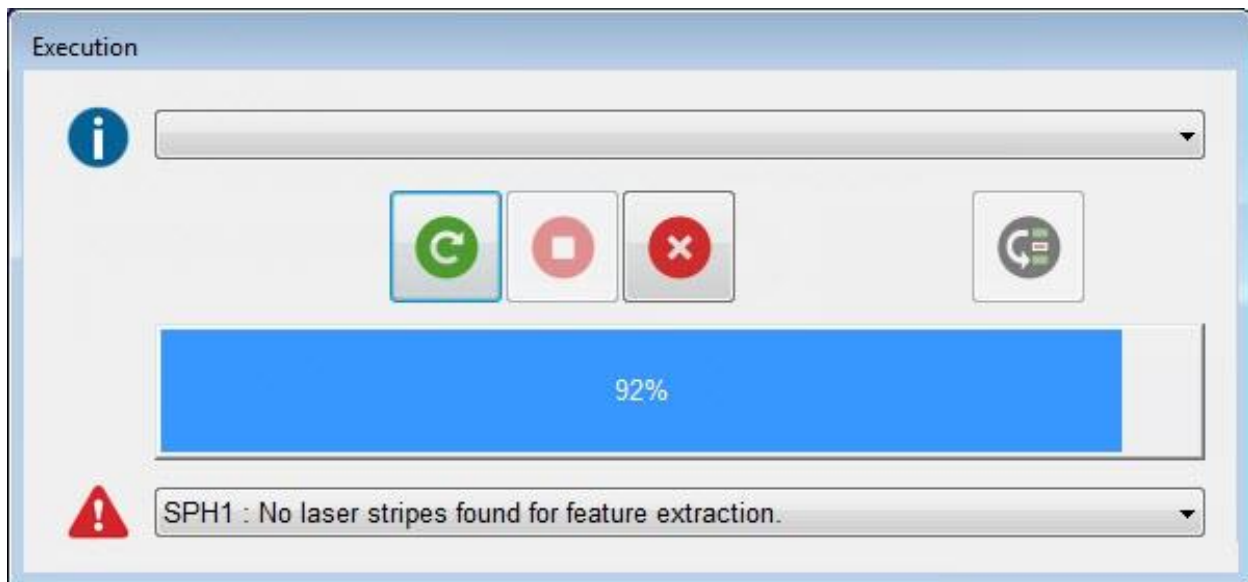 Execution
92%
SPH1 : No laser stripes found for feature extraction.